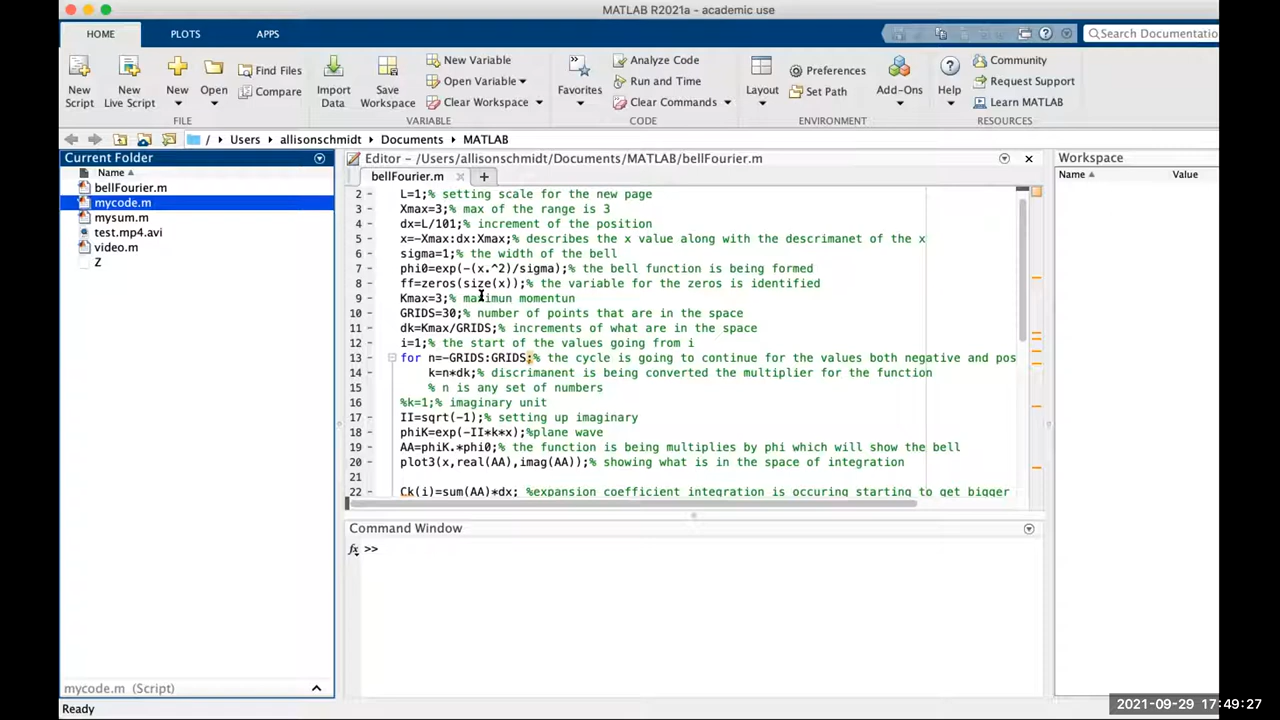 MATLAB R2021a - academic use
HOME PLOTS APPS
Search Documentatio
New Script
New Live Script
New
Open
Find Files
Compare
Import Data
Save Workspace
New Variable
Open Variable
Clear Workspace
Favorites
Analyze Code
Run and Time
Clear Commands
Layout
Preferences
Set Path
Add-Ons
Help
Community
Request Support
Learn MATLAB
FILE VARIABLE CODE ENVIRONMENT RESOURCES
/ Users allisonschmidt Documents MATLAB
Current Folder
Name
bellFourier.m
mycode.m
mysum.m
test.mp4.avi
video.m
Z
mycode.m (Script)
Editor - /Users/allisonschmidt/Documents/MATLAB/bellFourier.m
bellFourier.m
2 - L=1;% setting scale for the new page
3 - Xmax=3;% max of the range is 3
4 - dx=L/101;% increment of the position
5 - x=-Xmax:dx:Xmax;% describes the x value along with the descrimanet of the x
6 - sigma=1;% the width of the bell
7 - phi0=exp(-(x.^2)/sigma);% the bell function is being formed
8 - ff=zeros(size(x));% the variable for the zeros is identified
9 - Kmax=3;% maximun momentun
10 - GRIDS=30;% number of points that are in the space
11 - dk=Kmax/GRIDS;% increments of what are in the space
12 - i=1;% the start of the values going from i
13 - for n=-GRIDS:GRIDS;% the cycle is going to continue for the values both negative and pos
14 - k=n*dk;% discrimanent is being converted the multiplier for the function
15 % n is any set of numbers
16 %k=1;% imaginary unit
17 - II=sqrt(-1);% setting up imaginary
18 - phiK=exp(-II*k*x);%plane wave
19 - AA=phiK.*phi0;% the function is being multiplies by phi which will show the bell
20 - plot3(x,real(AA),imag(AA));% showing what is in the space of integration
21
22 - Ck(i)=sum(AA)*dx; %expansion coefficient integration is occuring starting to get bigger
Command Window
fx >>
Workspace
Name Value
Ready
2021-09-29 17:49:27